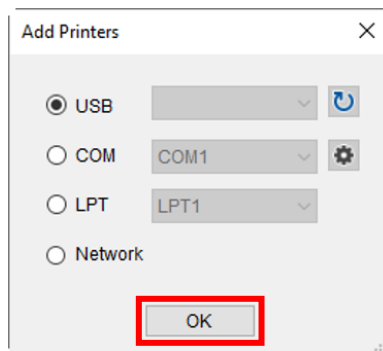 Add Printers
USB
COM COM1
LPT LPT1
Network
OK